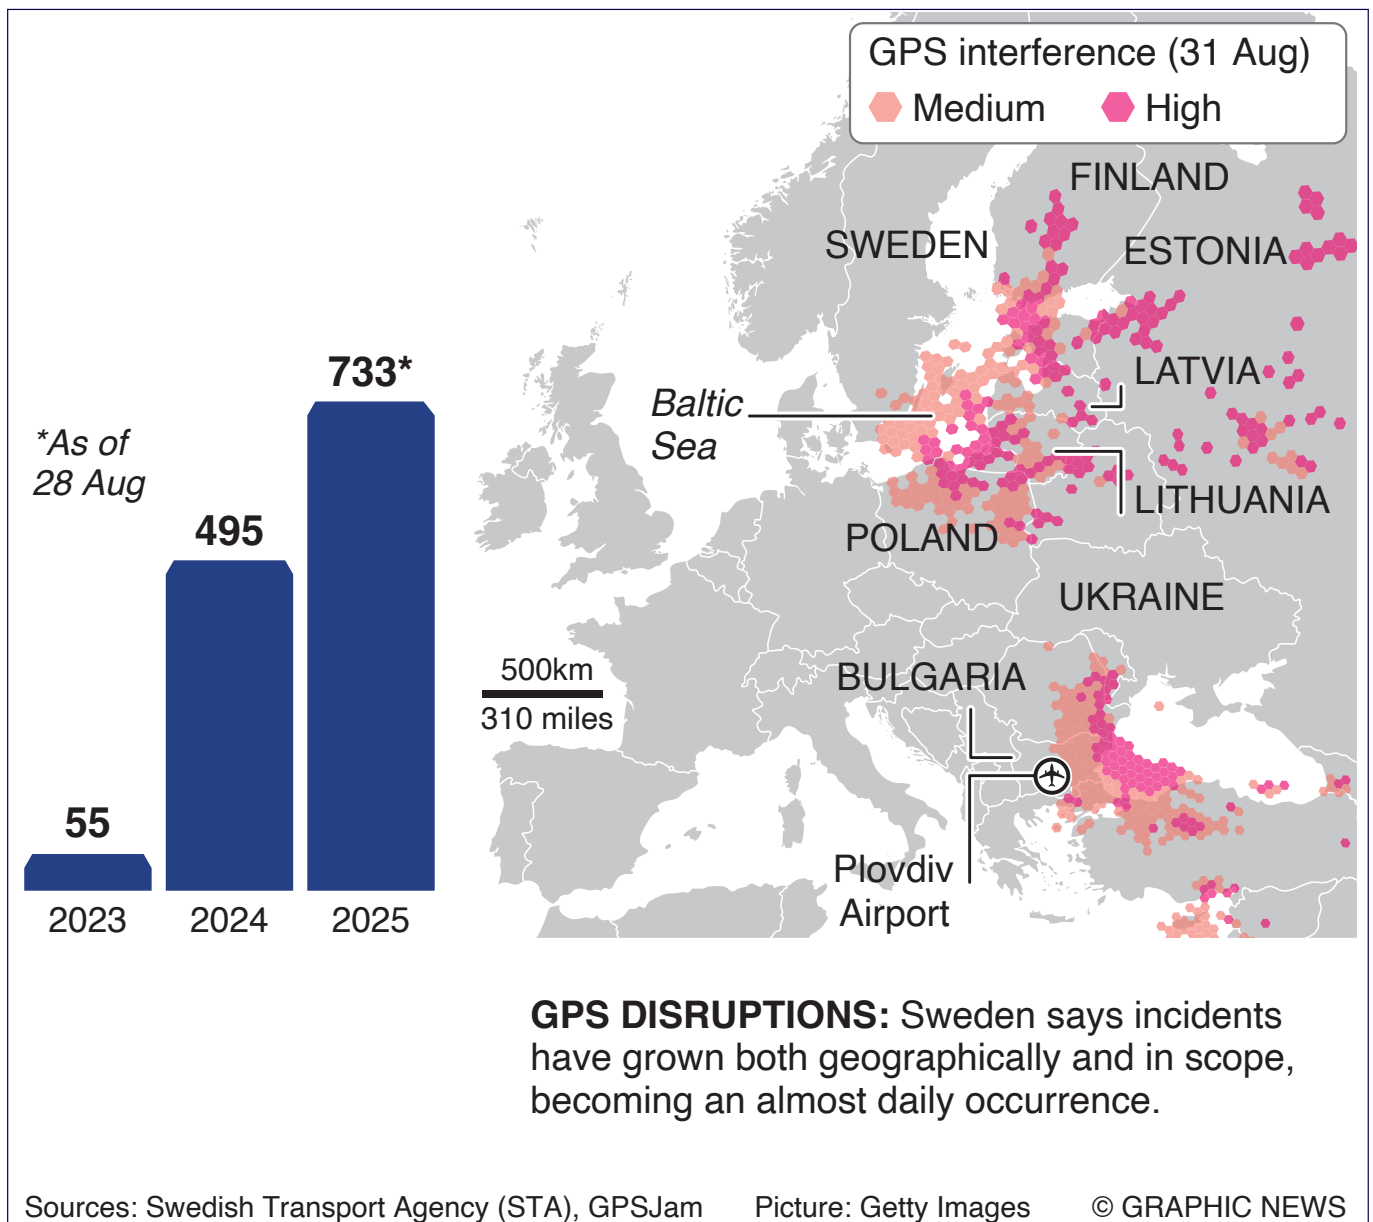 GPS interference (31 Aug)
Medium
High
FINLAND
SWEDEN
ESTONIA
LATVIA
Baltic
Sea
LITHUANIA
POLAND
UKRAINE
BULGARIA
500km
310 miles
Plovdiv
Airport
733*
*As of
28 Aug
495
55
2023
2024
2025
GPS DISRUPTIONS: Sweden says incidents
have grown both geographically and in scope,
becoming an almost daily occurrence.
Sources: Swedish Transport Agency (STA), GPSJam
Picture: Getty Images
© GRAPHIC NEWS